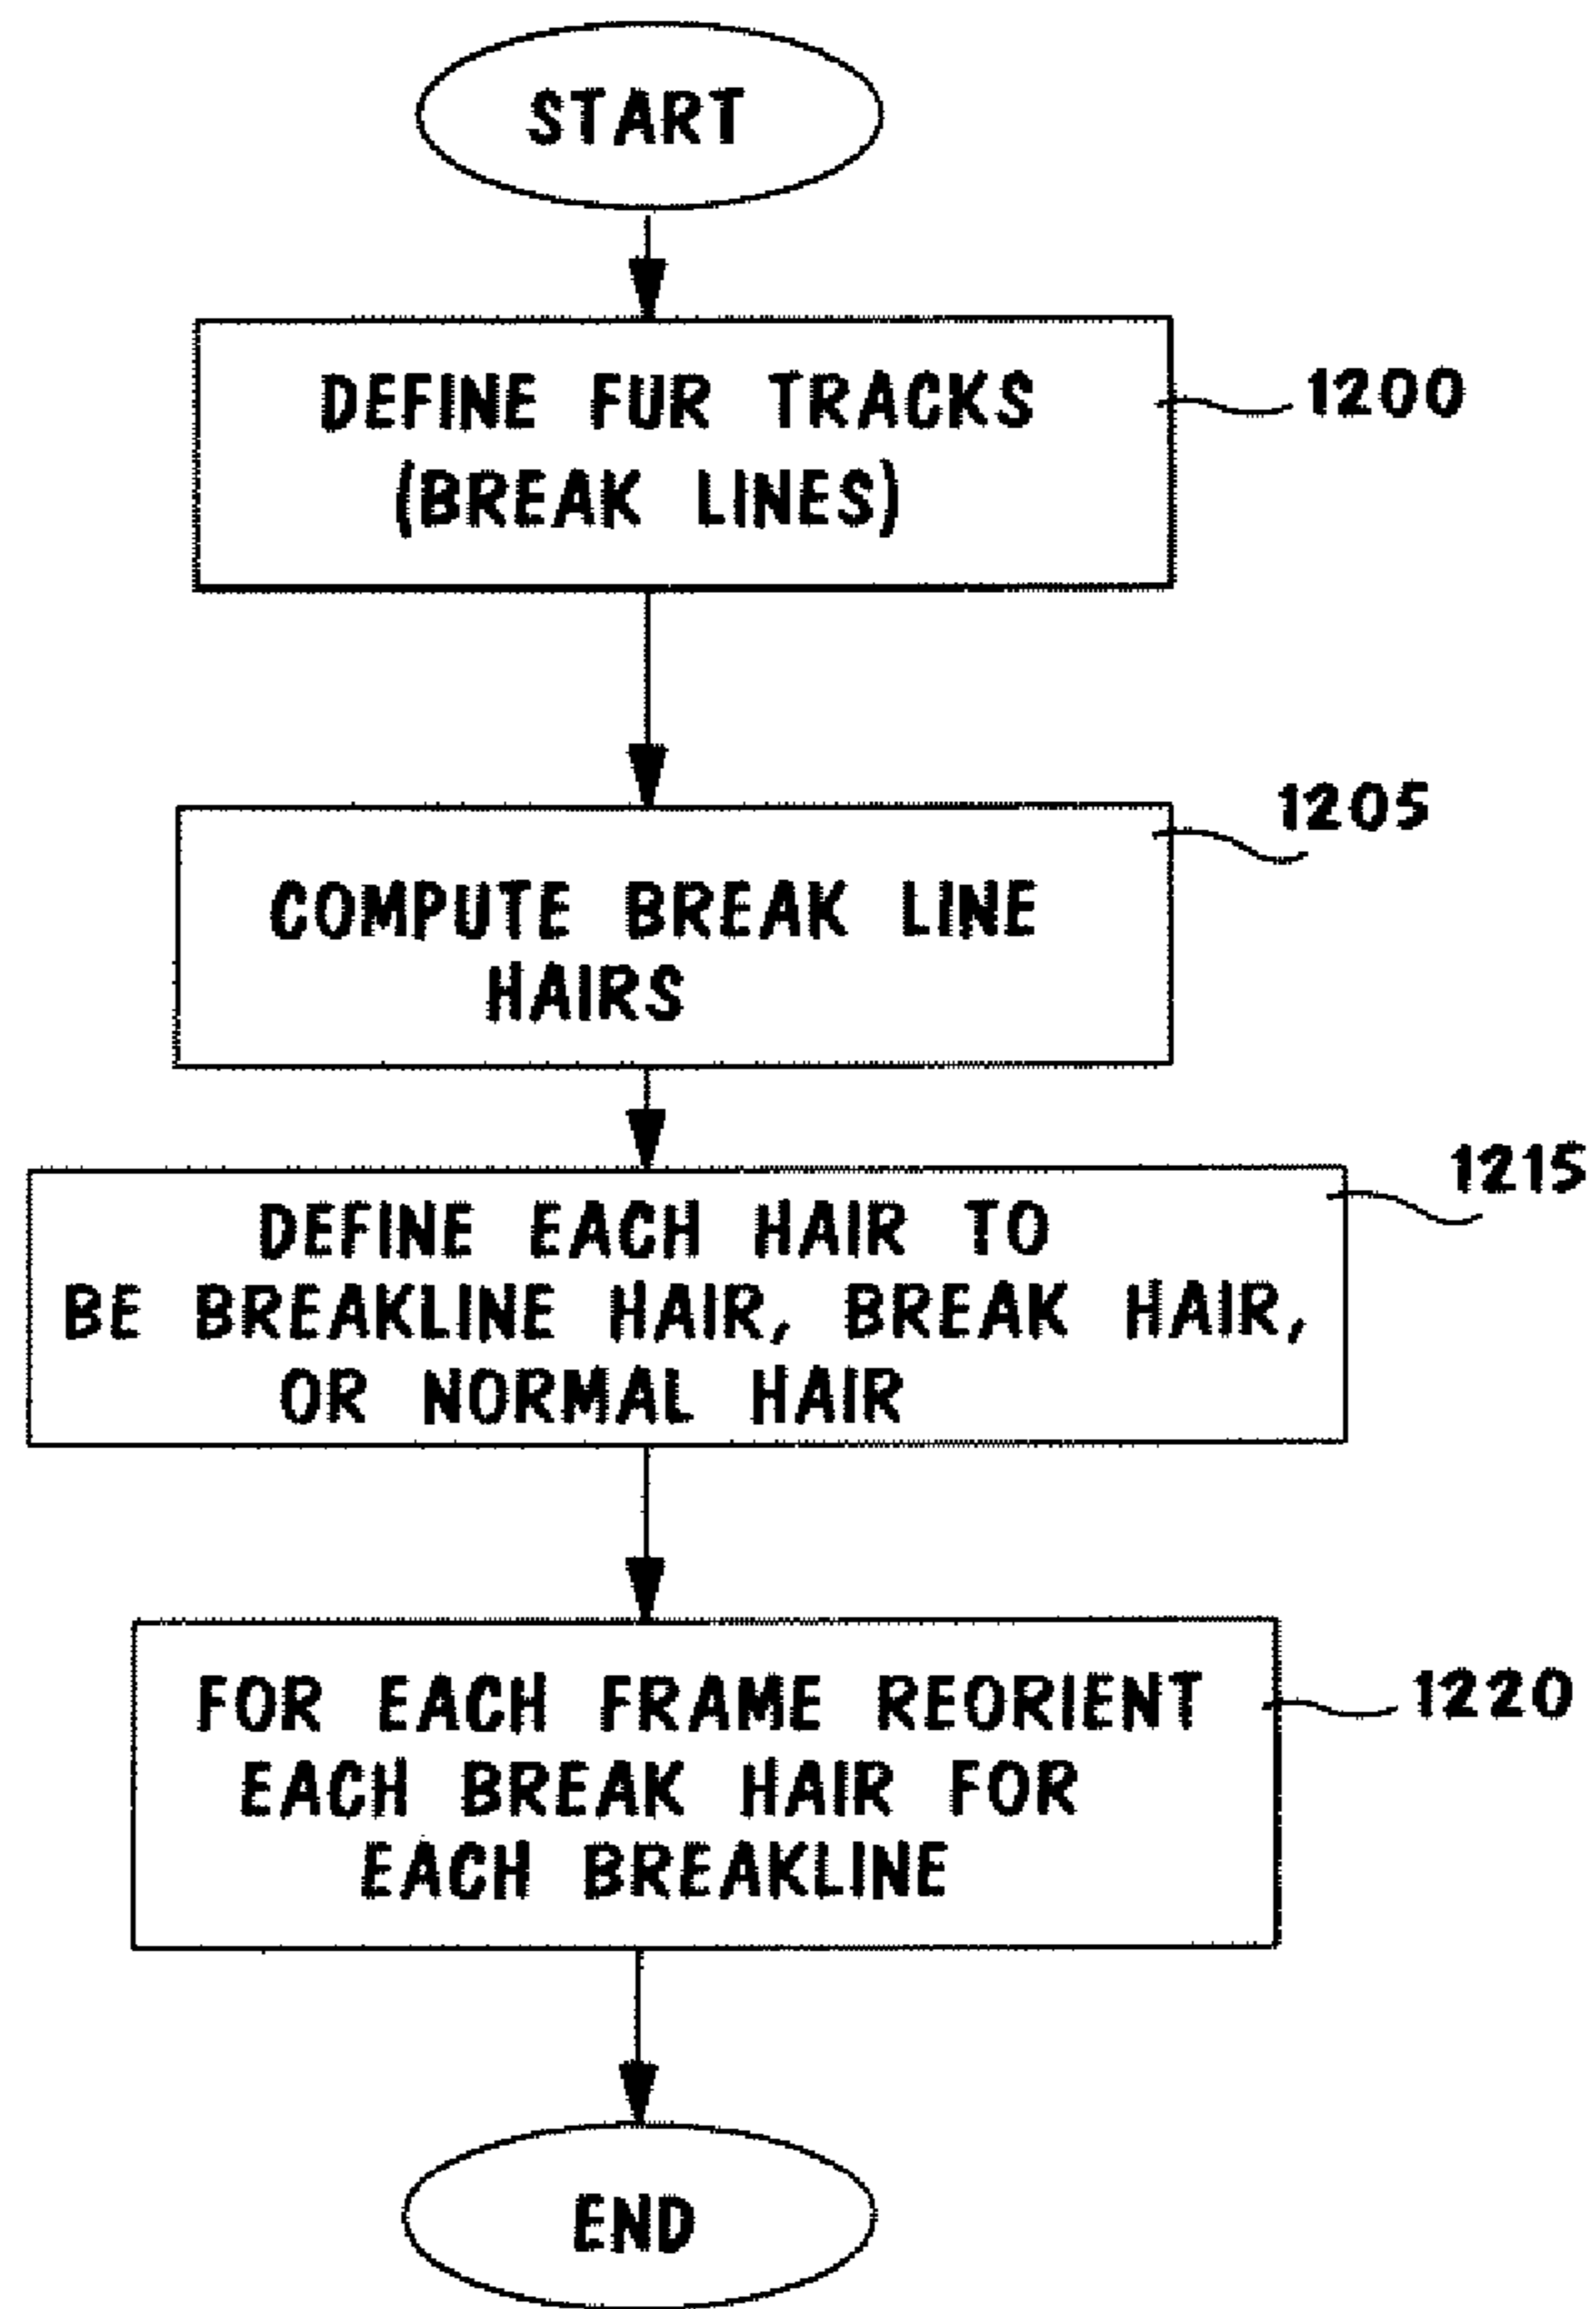 START
DEFINE FUR TRACKS
(BREAK LINES)
1200
COMPUTE BREAK LINE
HAIRS
1205
DEFINE EACH HAIR TO
BE BREAKLINE HAIR, BREAK HAIR,
OR NORMAL HAIR
1215
FOR EACH FRAME REORIENT
EACH BREAK HAIR FOR
EACH BREAKLINE
1220
END